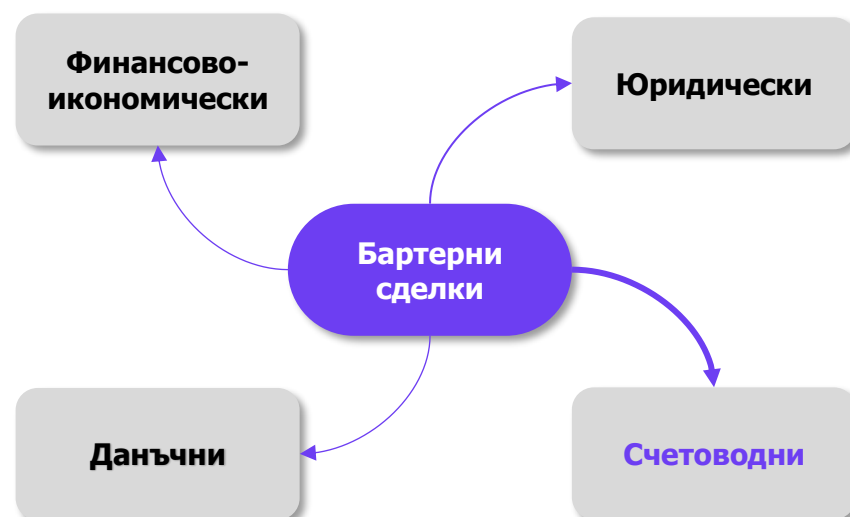 Финансово-
икономически
Юридически
Бартерни
сделки
Данъчни
Счетоводни